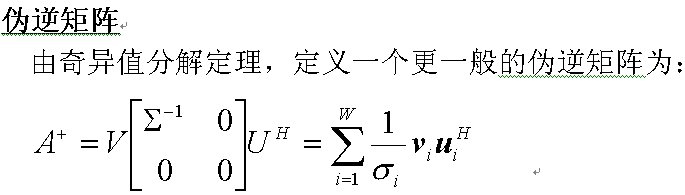 伪逆矩阵
由奇异值分解定理，定义一个更一般的伪逆矩阵为：
A⁺ = V [ Σ⁻¹ 0 ; 0 0 ] Uᴴ = ∑_{i=1}^{W} (1/σᵢ) vᵢ uᵢᴴ